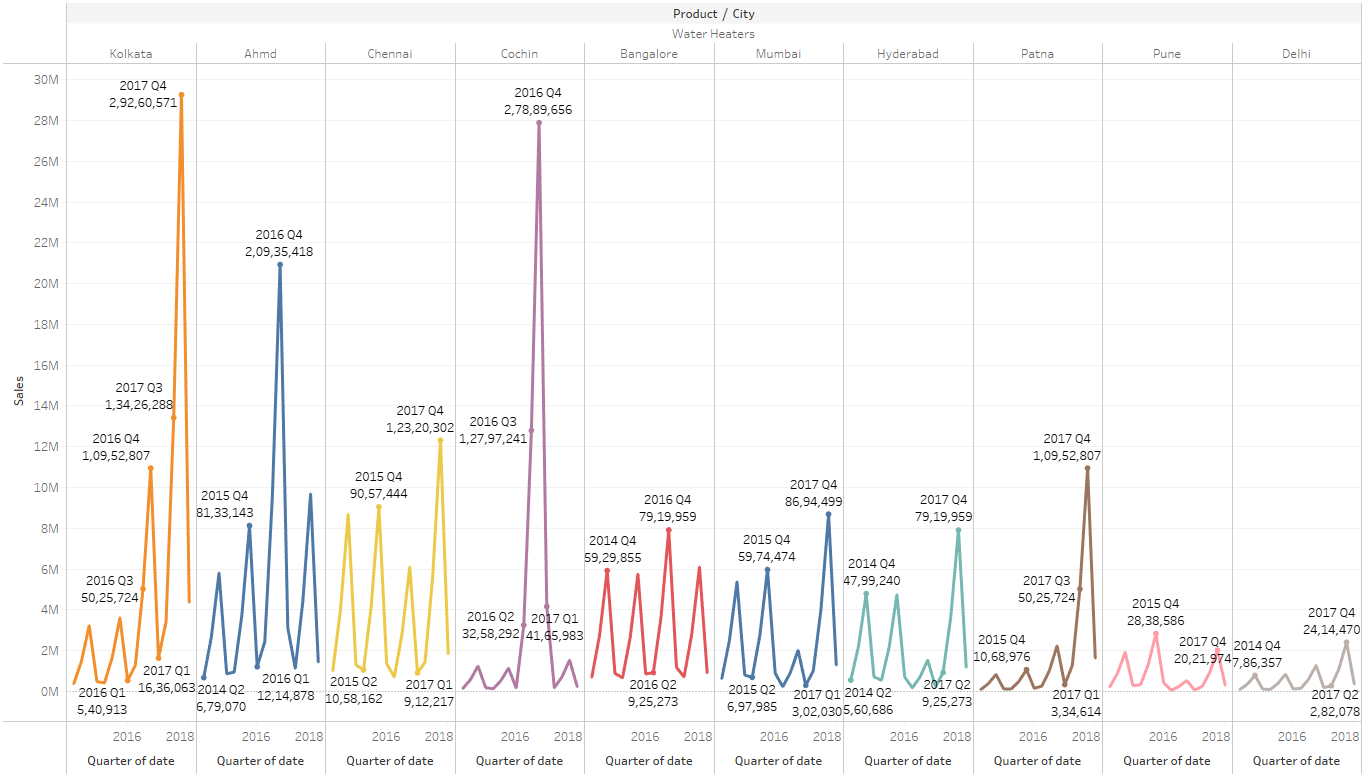 Product / City
Water Heaters
Kolkata
Ahmd
Chennai
Cochin
Bangalore
Mumbai
Hyderabad
Patna
Pune
Delhi
Sales
30M
28M
26M
24M
22M
20M
18M
16M
14M
12M
10M
8M
6M
4M
2M
0M
2017 Q4
2,92,60,571
2017 Q3
1,34,26,288
2016 Q4
1,09,52,807
2016 Q3
50,25,724
2017 Q1
16,36,063
2016 Q1
5,40,913
2016 Q4
2,09,35,418
2015 Q4
81,33,143
2014 Q2
6,79,070
2016 Q1
12,14,878
2017 Q4
1,23,20,302
2015 Q4
90,57,444
2015 Q2
10,58,162
2017 Q1
9,12,217
2016 Q4
2,78,89,656
2016 Q3
1,27,97,241
2016 Q2
32,58,292
2017 Q1
41,65,983
2016 Q4
79,19,959
2014 Q4
59,29,855
2016 Q2
9,25,273
2017 Q4
86,94,499
2015 Q4
59,74,474
2015 Q2
6,97,985
2017 Q1
3,02,030
2017 Q4
79,19,959
2014 Q4
47,99,240
2014 Q2
5,60,686
2017 Q2
9,25,273
2017 Q4
1,09,52,807
2017 Q3
50,25,724
2015 Q4
10,68,976
2017 Q1
3,34,614
2015 Q4
28,38,586
2017 Q4
20,21,974
2017 Q4
24,14,470
2014 Q4
7,86,357
2017 Q2
2,82,078
2016 2018 2016 2018 2016 2018 2016 2018 2016 2018 2016 2018 2016 2018 2016 2018 2016 2018 2016 2018
Quarter of date Quarter of date Quarter of date Quarter of date Quarter of date Quarter of date Quarter of date Quarter of date Quarter of date Quarter of date